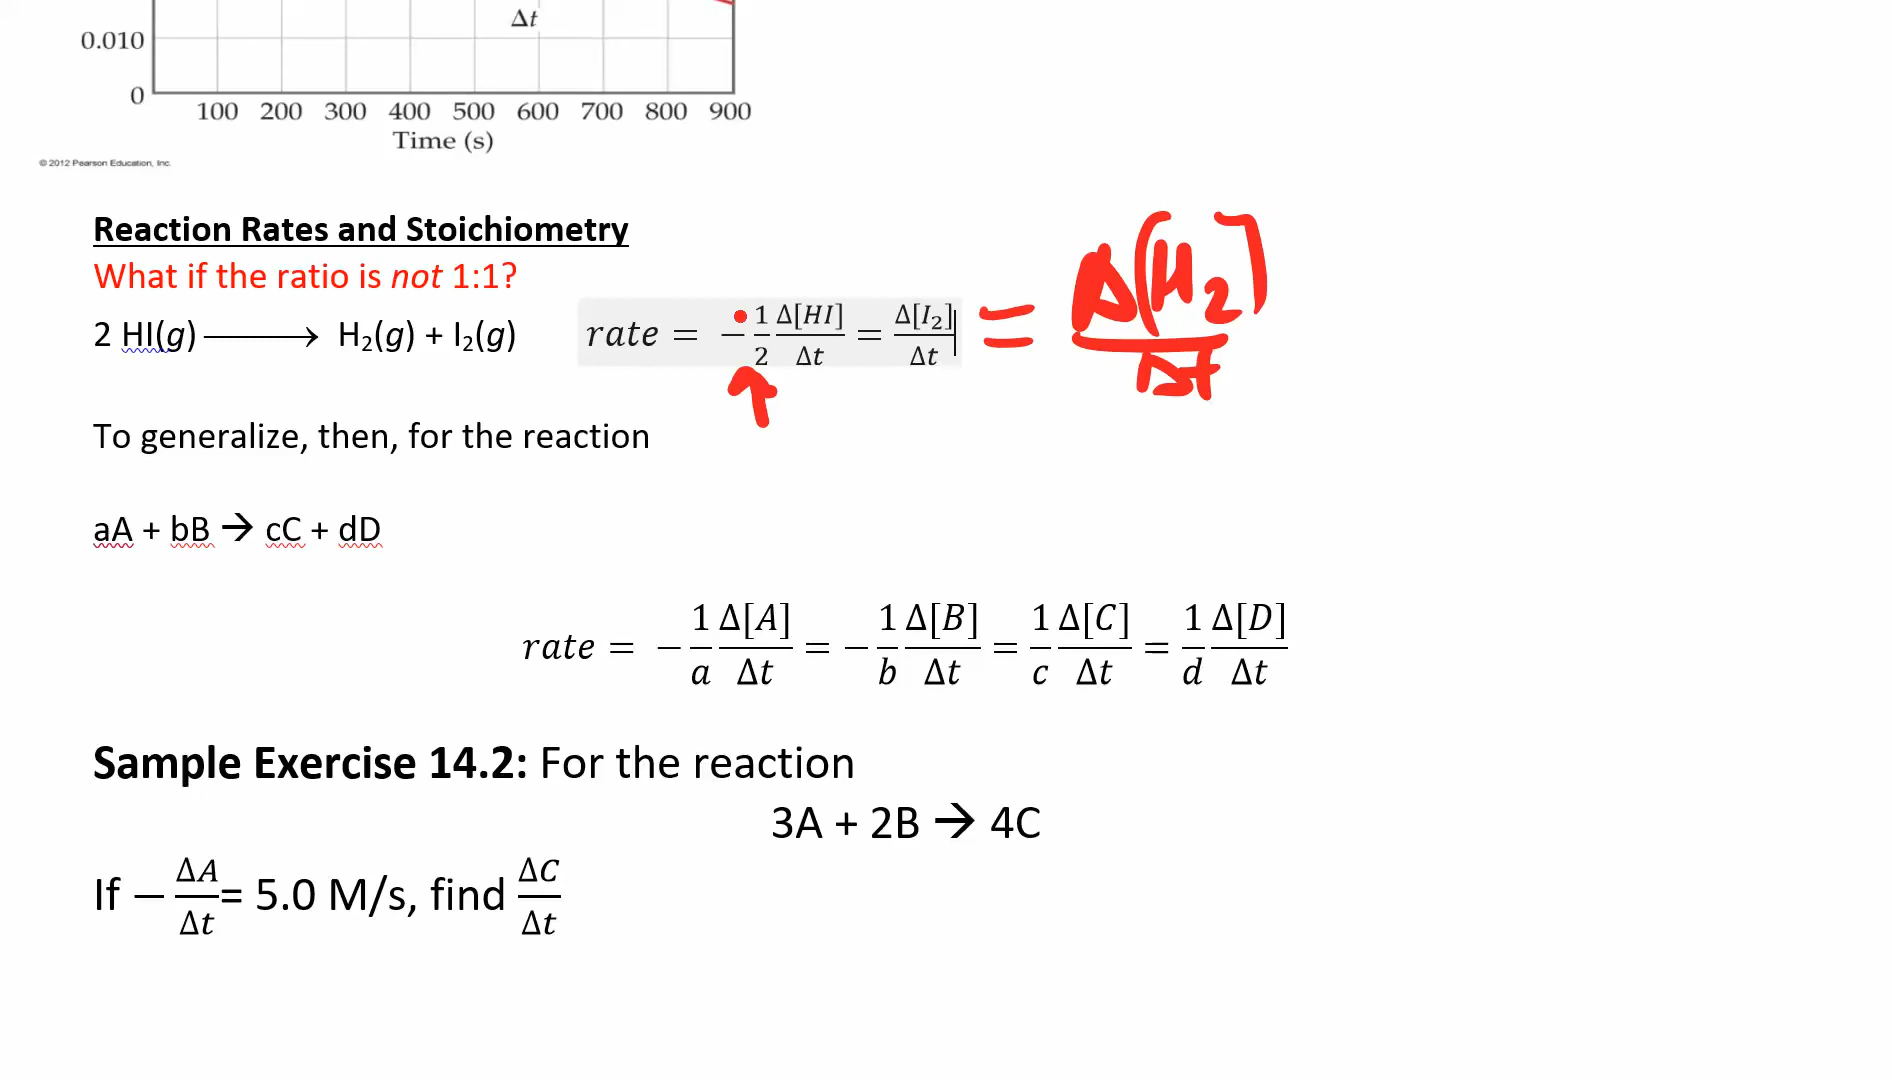 Δt
0.010
0
100 200 300 400 500 600 700 800 900
Time (s)
© 2012 Pearson Education, Inc.
Reaction Rates and Stoichiometry
What if the ratio is not 1:1?
2 HI(g) ⟶ H₂(g) + I₂(g) rate = −1/2 Δ[HI]/Δt = Δ[I₂]/Δt = Δ[H₂]/Δt
To generalize, then, for the reaction
aA + bB → cC + dD
rate = −1/a Δ[A]/Δt = −1/b Δ[B]/Δt = 1/c Δ[C]/Δt = 1/d Δ[D]/Δt
Sample Exercise 14.2: For the reaction
3A + 2B → 4C
If −ΔA/Δt= 5.0 M/s, find ΔC/Δt